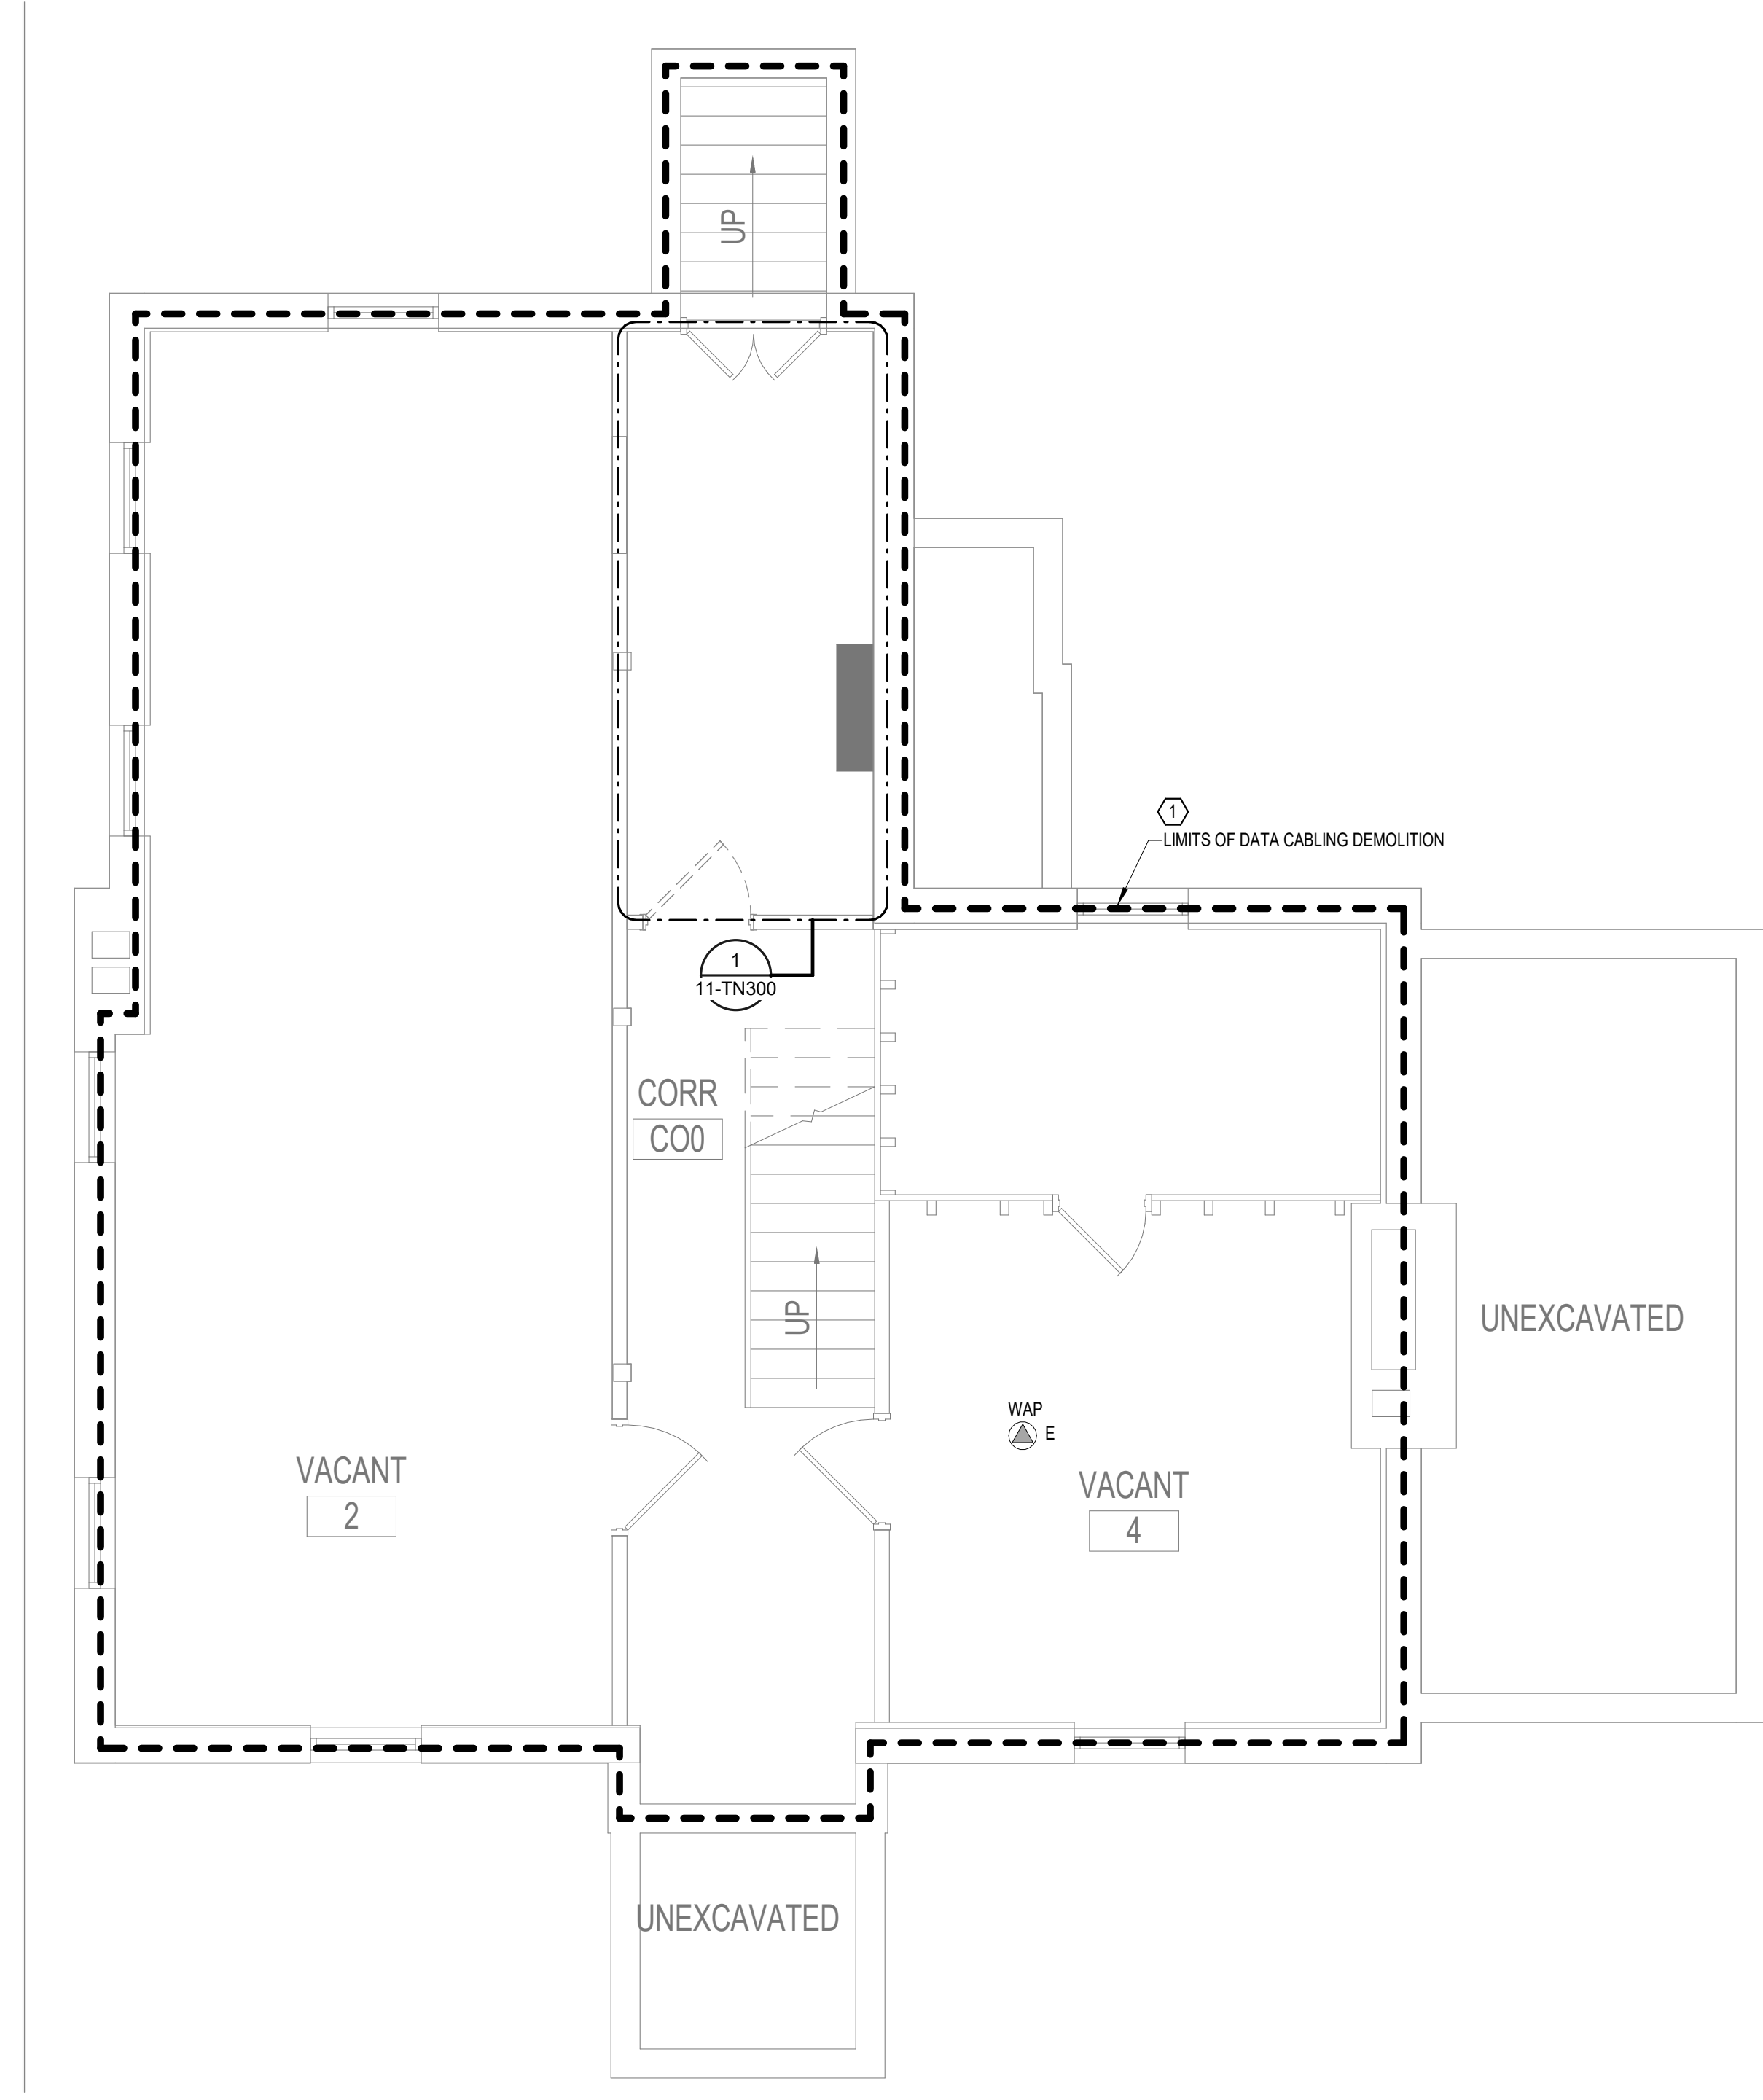 UP
1
LIMITS OF DATA CABLING DEMOLITION
1
11-TN300
CORR
CO0
UP
UNEXCAVATED
WAP
E
VACANT
2
VACANT
4
UNEXCAVATED